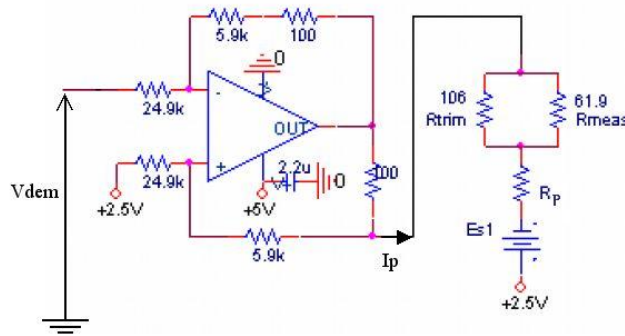 5.9k 100
0
106
Rtrim
61.9
Rmeas
24.9k
-
OUT
Vdem
24.9k
+
2.2u
0
100
+2.5V
+5V
RP
5.9k
Ip
Es1
+2.5V